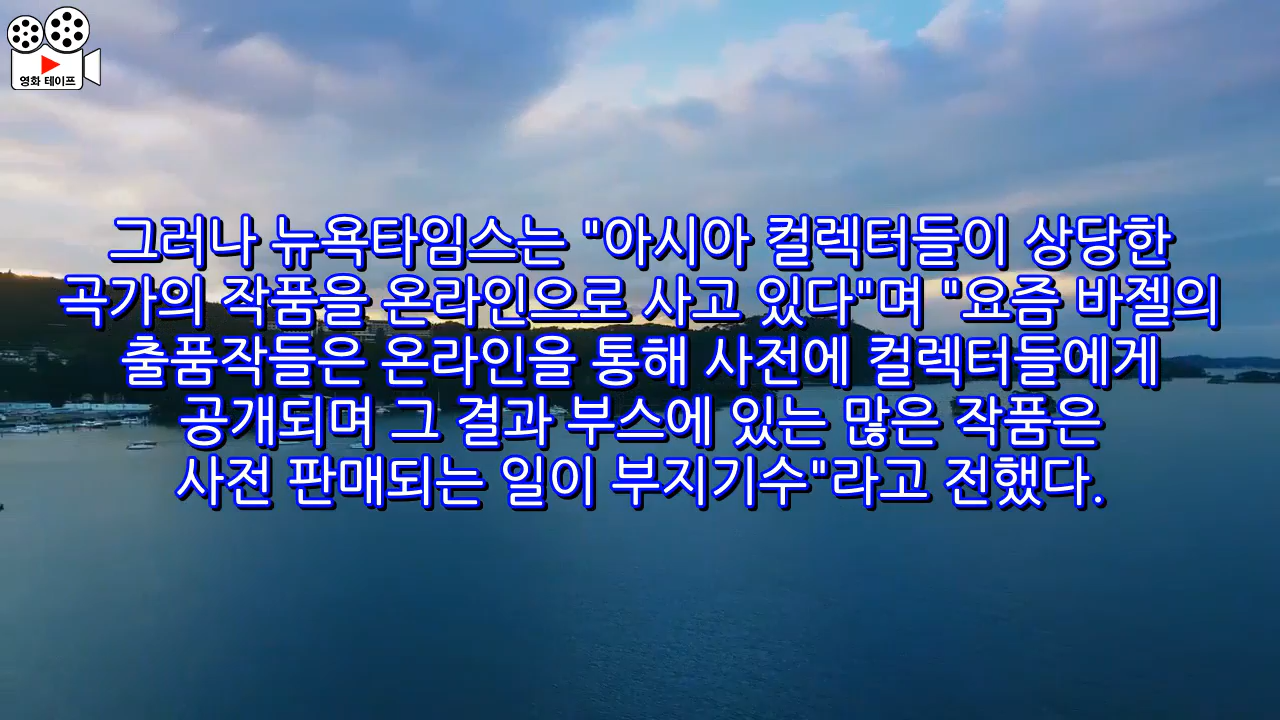 영화 테이프
그러나 뉴욕타임스는 "아시아 컬렉터들이 상당한
곡가의 작품을 온라인으로 사고 있다"며 "요즘 바젤의
출품작들은 온라인을 통해 사전에 컬렉터들에게
공개되며 그 결과 부스에 있는 많은 작품은
사전 판매되는 일이 부지기수"라고 전했다.